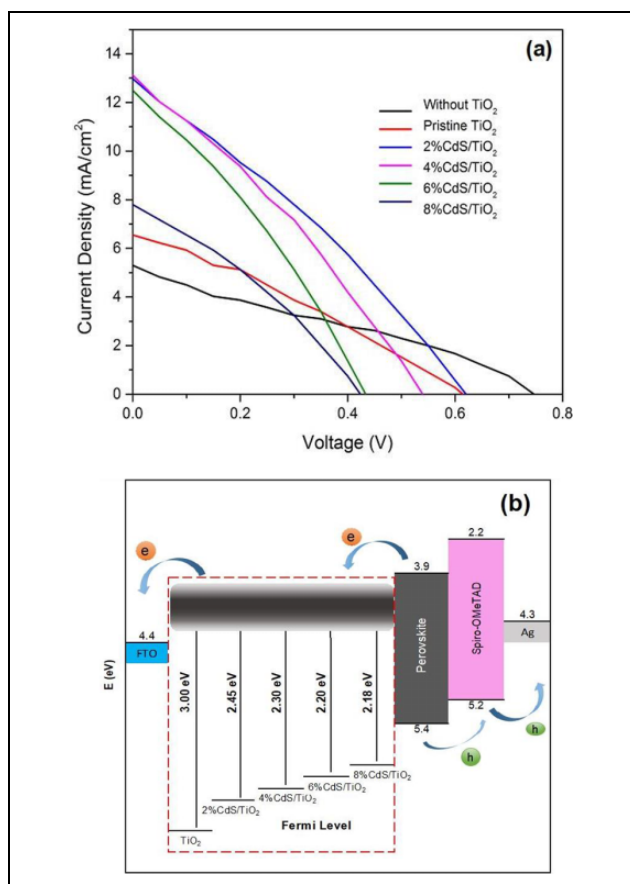 (a)
14
12
10
8
6
4
2
0
Current Density (mA/cm²)
Without TiO₂
Pristine TiO₂
2%CdS/TiO₂
4%CdS/TiO₂
6%CdS/TiO₂
8%CdS/TiO₂
0.0 0.2 0.4 0.6 0.8
Voltage (V)
(b)
e
e
2.2
3.9
4.3
4.4
FTO
Ag
E (eV)
3.00 eV
2.45 eV
2.30 eV
2.20 eV
2.18 eV
Perovskite
Spiro-OMeTAD
5.2
5.4
h
h
8%CdS/TiO₂
6%CdS/TiO₂
4%CdS/TiO₂
2%CdS/TiO₂
TiO₂
Fermi Level